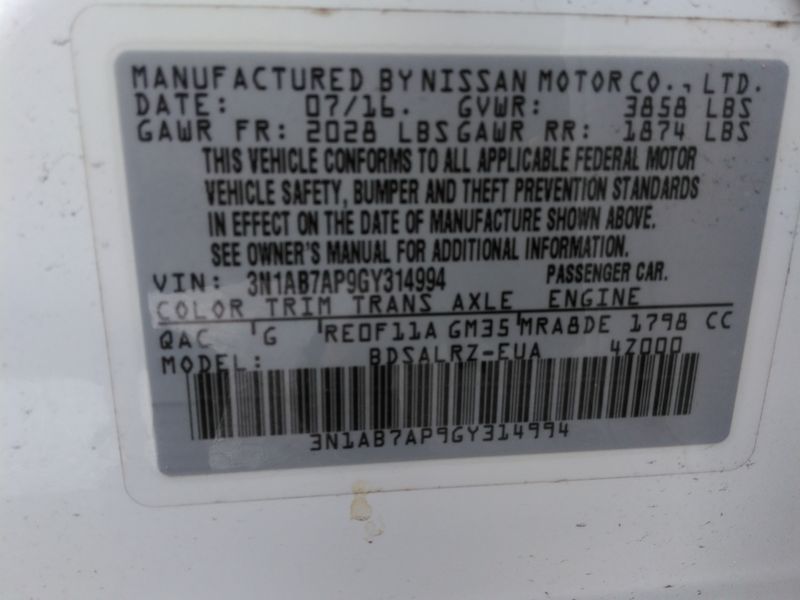 MANUFACTURED BY NISSAN MOTOR CO., LTD.
DATE: 07/16. GVWR: 3858 LBS
GAWR FR: 2028 LBS GAWR RR: 1874 LBS
THIS VEHICLE CONFORMS TO ALL APPLICABLE FEDERAL MOTOR
VEHICLE SAFETY, BUMPER AND THEFT PREVENTION STANDARDS
IN EFFECT ON THE DATE OF MANUFACTURE SHOWN ABOVE.
SEE OWNER'S MANUAL FOR ADDITIONAL INFORMATION.
VIN: 3N1AB7AP9GY314994 PASSENGER CAR.
COLOR TRIM TRANS AXLE ENGINE
QAC G RE0F11A GM35 MRA8DE 1798 CC
MODEL: BDSALRZ-EUA 4Z000
3N1AB7AP9GY314994